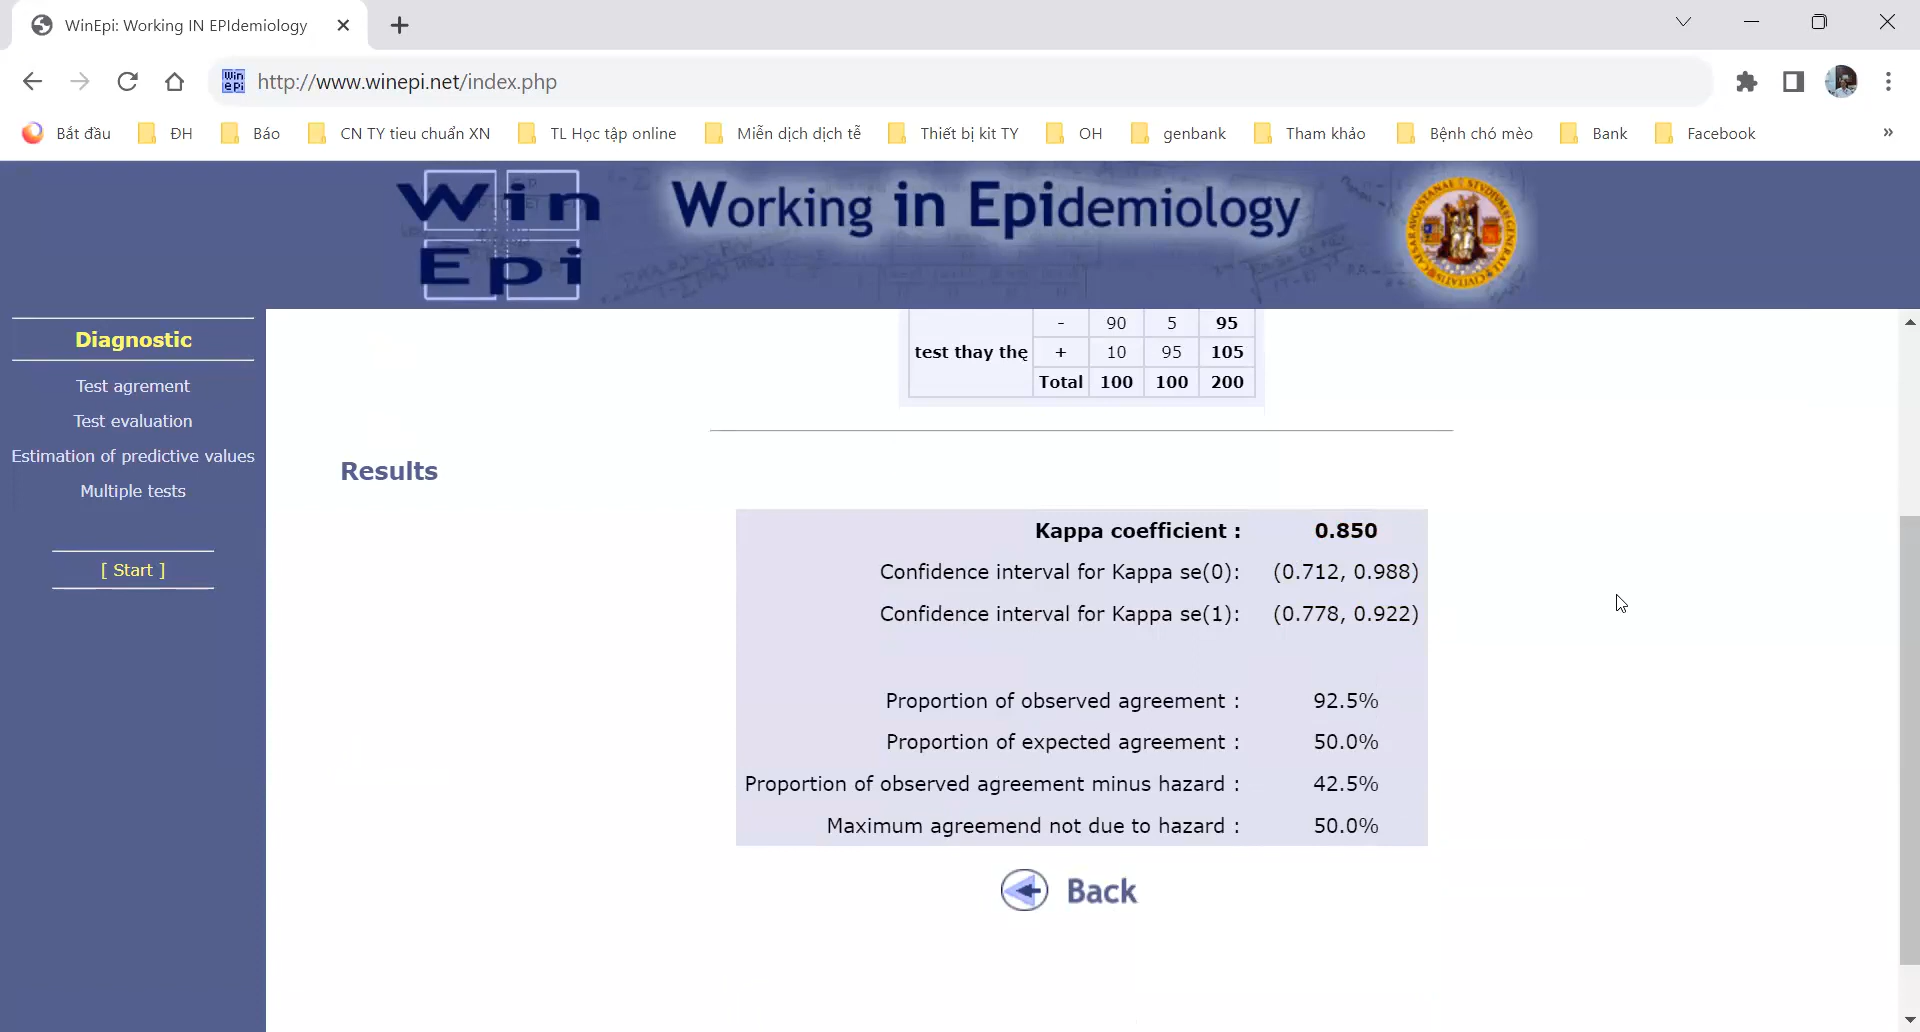 WinEpi: Working IN EPIdemiology
http://www.winepi.net/index.php
Bắt đầu ĐH Báo CN TY tieu chuẩn XN TL Học tập online Miễn dịch dịch tễ Thiết bị kit TY OH genbank Tham khảo Bệnh chó mèo Bank Facebook »
Win Epi
Working in Epidemiology
Diagnostic
Test agrement
Test evaluation
Estimation of predictive values
Multiple tests
[ Start ]
- 90 5 95
test thay thę + 10 95 105
Total 100 100 200
Results
Kappa coefficient : 0.850
Confidence interval for Kappa se(0): (0.712, 0.988)
Confidence interval for Kappa se(1): (0.778, 0.922)
Proportion of observed agreement : 92.5%
Proportion of expected agreement : 50.0%
Proportion of observed agreement minus hazard : 42.5%
Maximum agreemend not due to hazard : 50.0%
Back